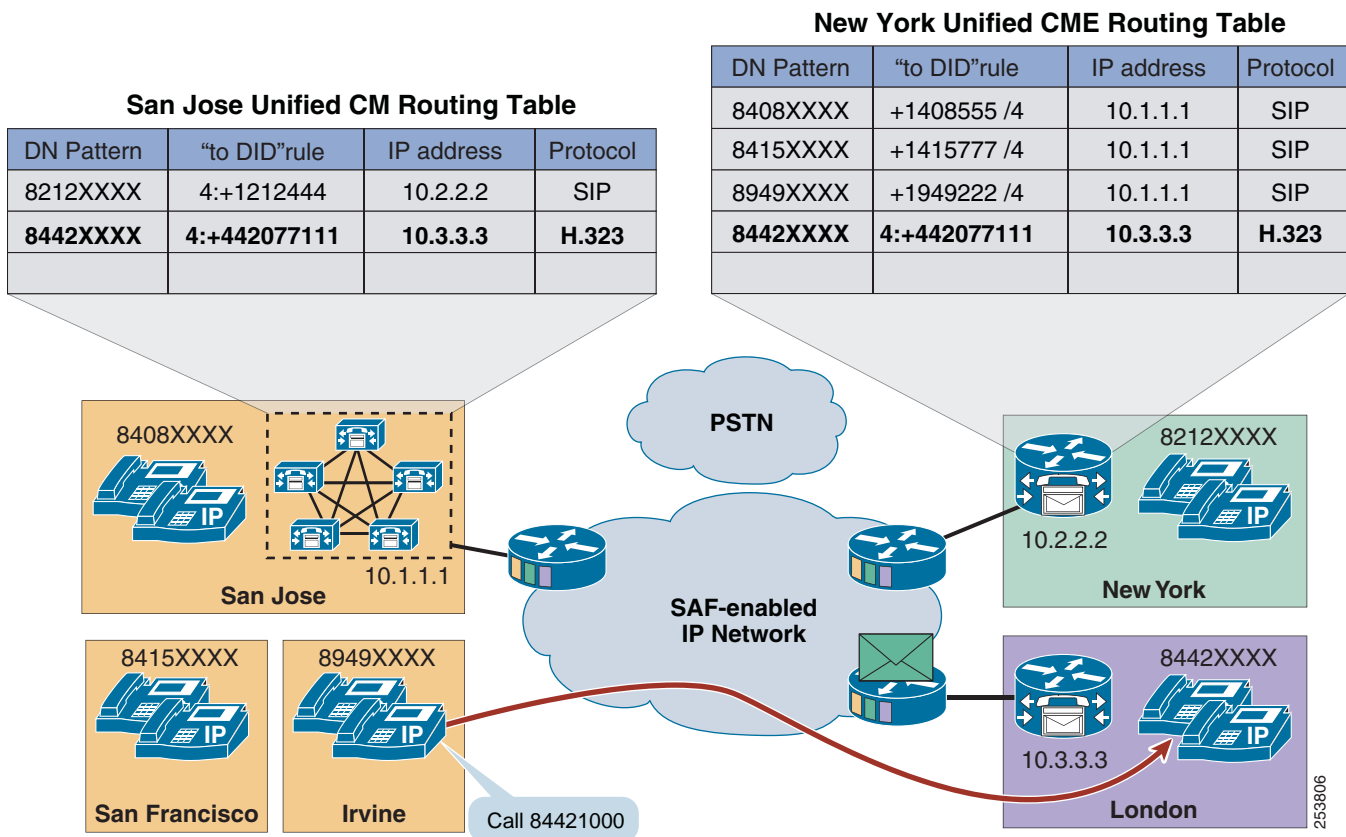 New York Unified CME Routing Table
DN Pattern “to DID”rule IP address Protocol
8408XXXX +1408555 /4 10.1.1.1 SIP
8415XXXX +1415777 /4 10.1.1.1 SIP
8949XXXX +1949222 /4 10.1.1.1 SIP
8442XXXX 4:+442077111 10.3.3.3 H.323
San Jose Unified CM Routing Table
DN Pattern “to DID”rule IP address Protocol
8212XXXX 4:+1212444 10.2.2.2 SIP
8442XXXX 4:+442077111 10.3.3.3 H.323
8408XXXX
IP
10.1.1.1
San Jose
PSTN
SAF-enabled
IP Network
8212XXXX
IP
10.2.2.2
New York
8415XXXX
IP
San Francisco
8949XXXX
IP
Irvine
Call 84421000
8442XXXX
IP
10.3.3.3
London
253806